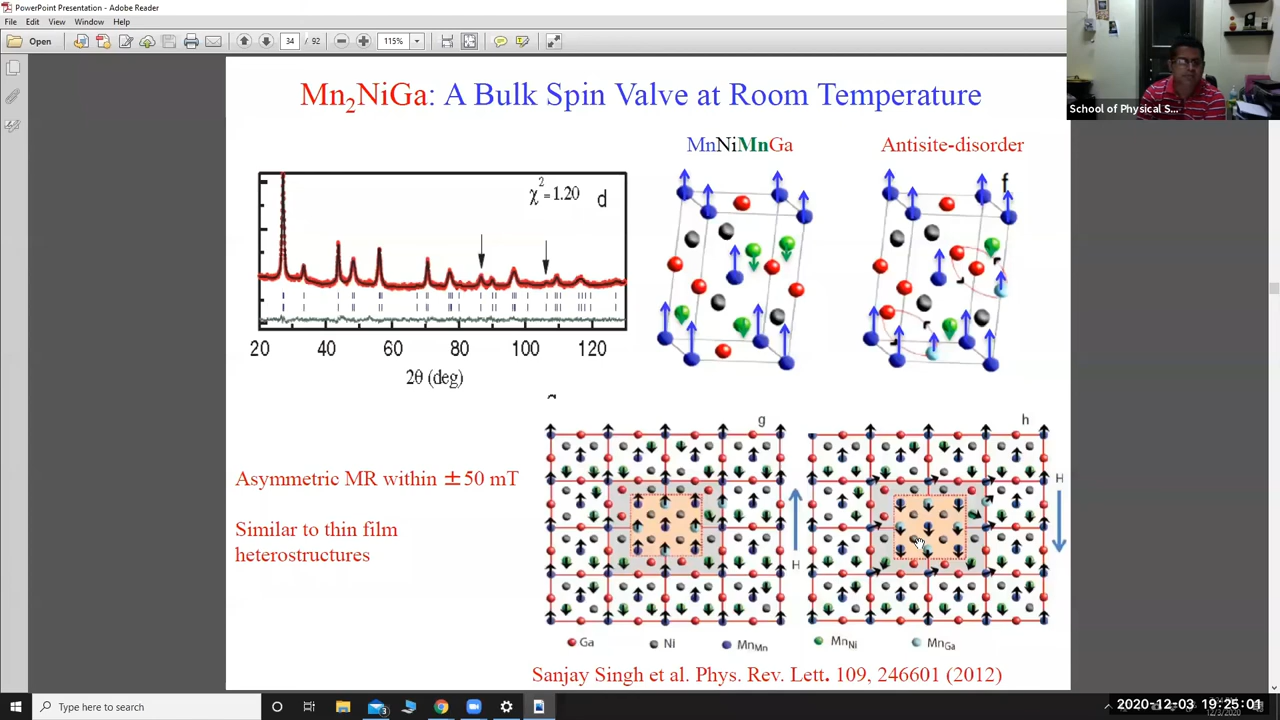 PowerPoint Presentation - Adobe Reader
File Edit View Window Help
Open 34 / 92 115%
School of Physical S...
Mn2NiGa: A Bulk Spin Valve at Room Temperature
MnNiMnGa
Antisite-disorder
χ2=1.20 d
f
20 40 60 80 100 120
2θ (deg)
g
h
Asymmetric MR within ±50 mT
Similar to thin film
heterostructures
H
H
Ga Ni MnMn MnNi MnGa
Sanjay Singh et al. Phys. Rev. Lett. 109, 246601 (2012)
Type here to search
3
2020-12-03 19:25:01